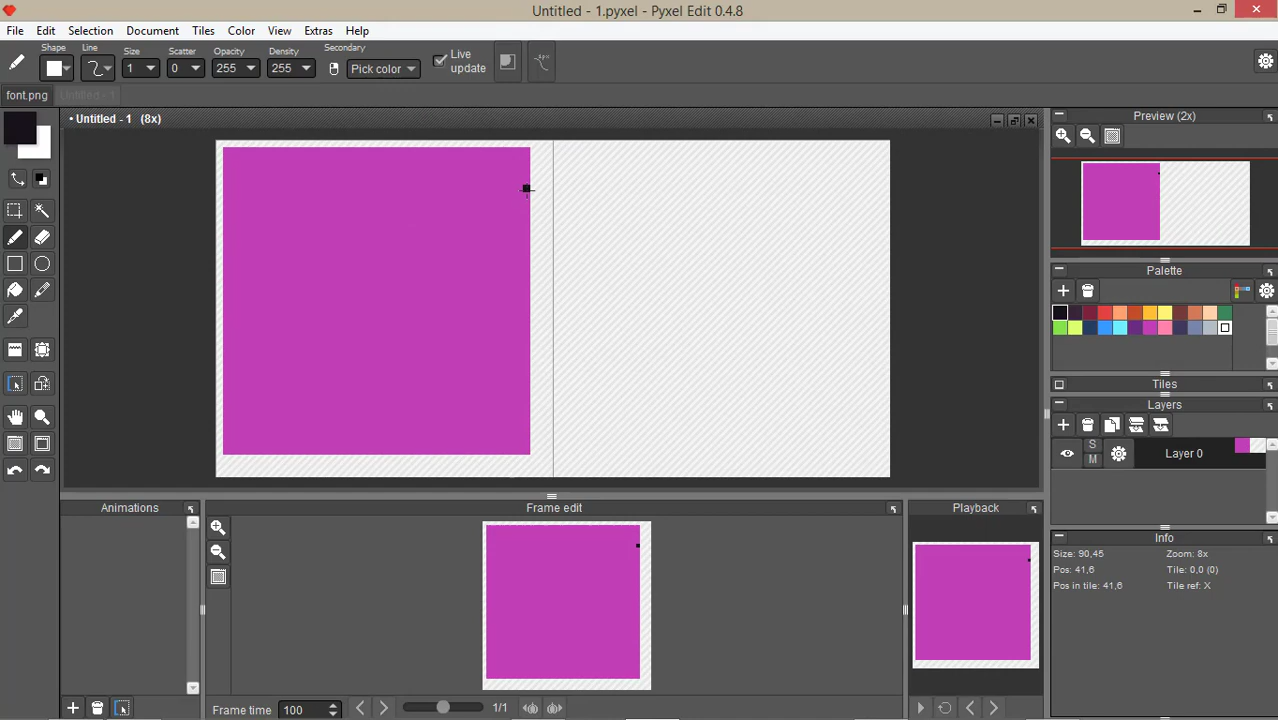 Untitled - 1.pyxel - Pyxel Edit 0.4.8
File Edit Selection Document Tiles Color View Extras Help
Shape Line Size Scatter Opacity Density Secondary
1 0 255 255 Pick color Live update
font.png Untitled - 1
• Untitled - 1 (8x)
Preview (2x)
Palette
Tiles
Layers
S
M
Layer 0
Animations
Frame edit
Playback
Info
Size: 90,45 Zoom: 8x
Pos: 41,6 Tile: 0,0 (0)
Pos in tile: 41,6 Tile ref: X
Frame time 100 1/1